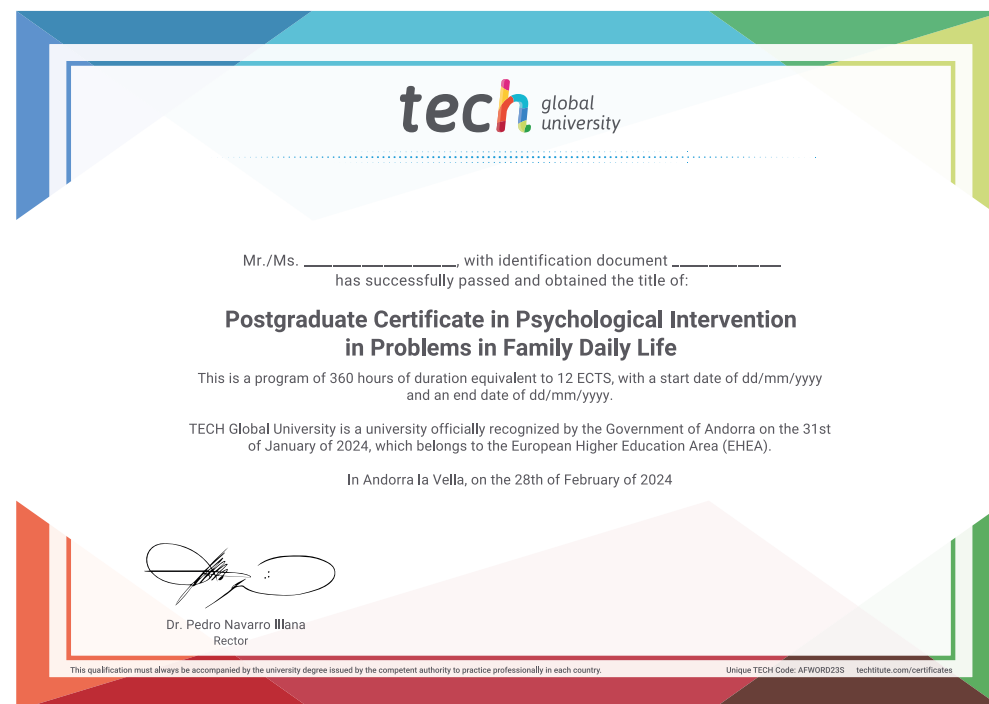 tech global
university
Mr./Ms. ____________________, with identification document ______________
has successfully passed and obtained the title of:
Postgraduate Certificate in Psychological Intervention
in Problems in Family Daily Life
This is a program of 360 hours of duration equivalent to 12 ECTS, with a start date of dd/mm/yyyy
and an end date of dd/mm/yyyy.
TECH Global University is a university officially recognized by the Government of Andorra on the 31st
of January of 2024, which belongs to the European Higher Education Area (EHEA).
In Andorra la Vella, on the 28th of February of 2024
Dr. Pedro Navarro Illana
Rector
This qualification must always be accompanied by the university degree issued by the competent authority to practice professionally in each country.
Unique TECH Code: AFWORD23S techtitute.com/certificates